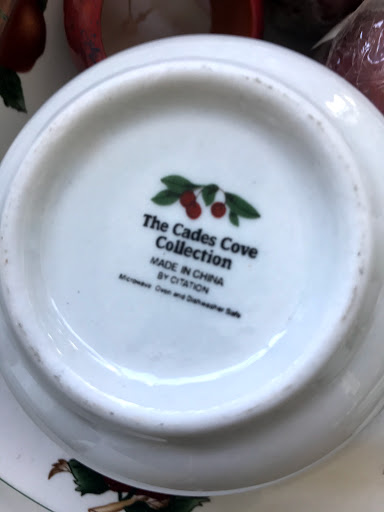 The Cades Cove
Collection
MADE IN CHINA
BY CITATION
Microwave Oven and Dishwasher Safe